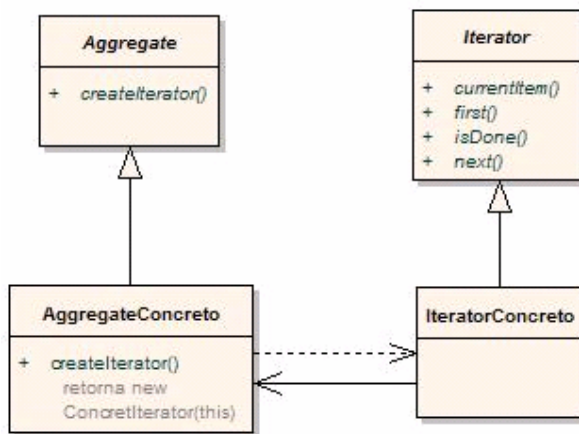 Aggregate
+ createIterator()
Iterator
+ currentItem()
+ first()
+ isDone()
+ next()
AggregateConcreto
+ createIterator()
retorna new
ConcretIterator(this)
IteratorConcreto